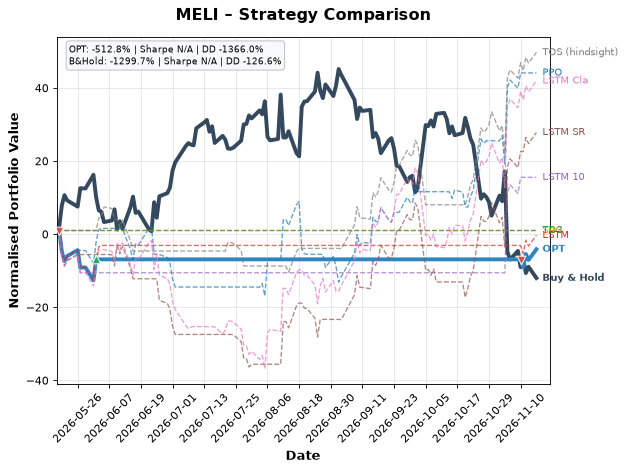 MELI – Strategy Comparison
OPT: -512.8% | Sharpe N/A | DD -1366.0%
B&Hold: -1299.7% | Sharpe N/A | DD -126.6%
TOS (hindsight)
PPO
LSTM Cla
LSTM SR
LSTM 10
LSTM
OPT
Buy & Hold
Normalised Portfolio Value
40
20
0
−20
−40
2026-05-26
2026-06-07
2026-06-19
2026-07-01
2026-07-13
2026-07-25
2026-08-06
2026-08-18
2026-08-30
2026-09-11
2026-09-23
2026-10-05
2026-10-17
2026-10-29
2026-11-10
Date